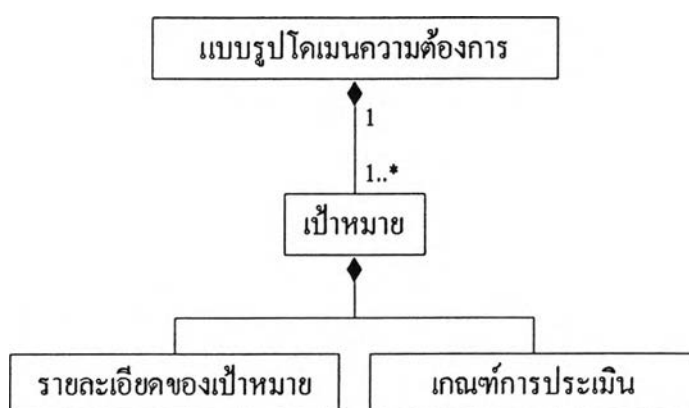 แบบรูปโดเมนความต้องการ
1
1..*
เป้าหมาย
รายละเอียดของเป้าหมาย
เกณฑ์การประเมิน